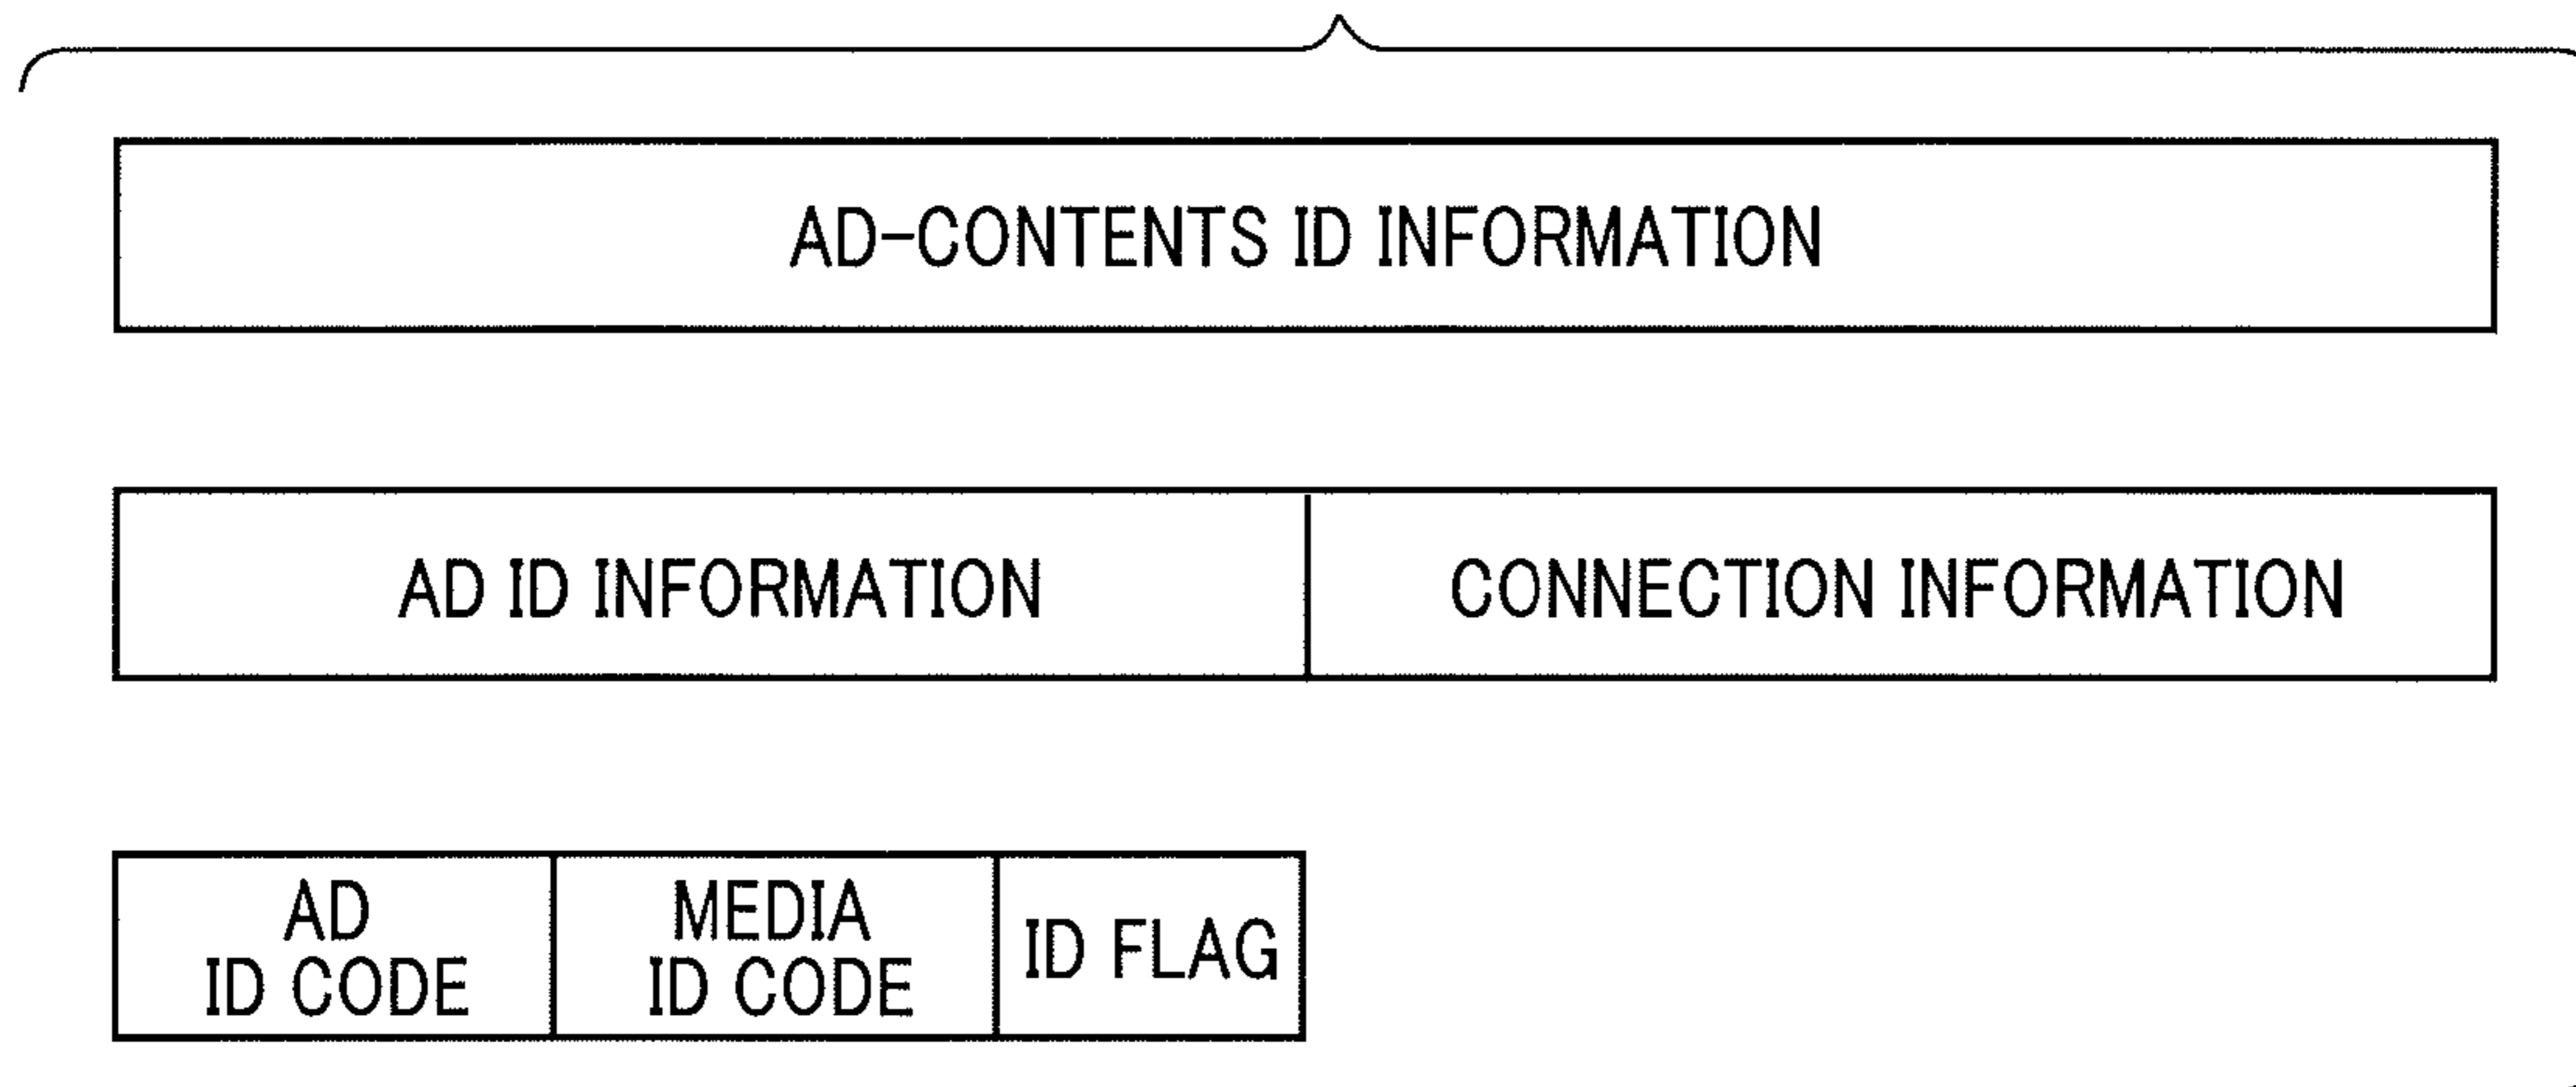 AD-CONTENTS ID INFORMATION
AD ID INFORMATION
CONNECTION INFORMATION
AD
ID CODE
MEDIA
ID CODE
ID FLAG